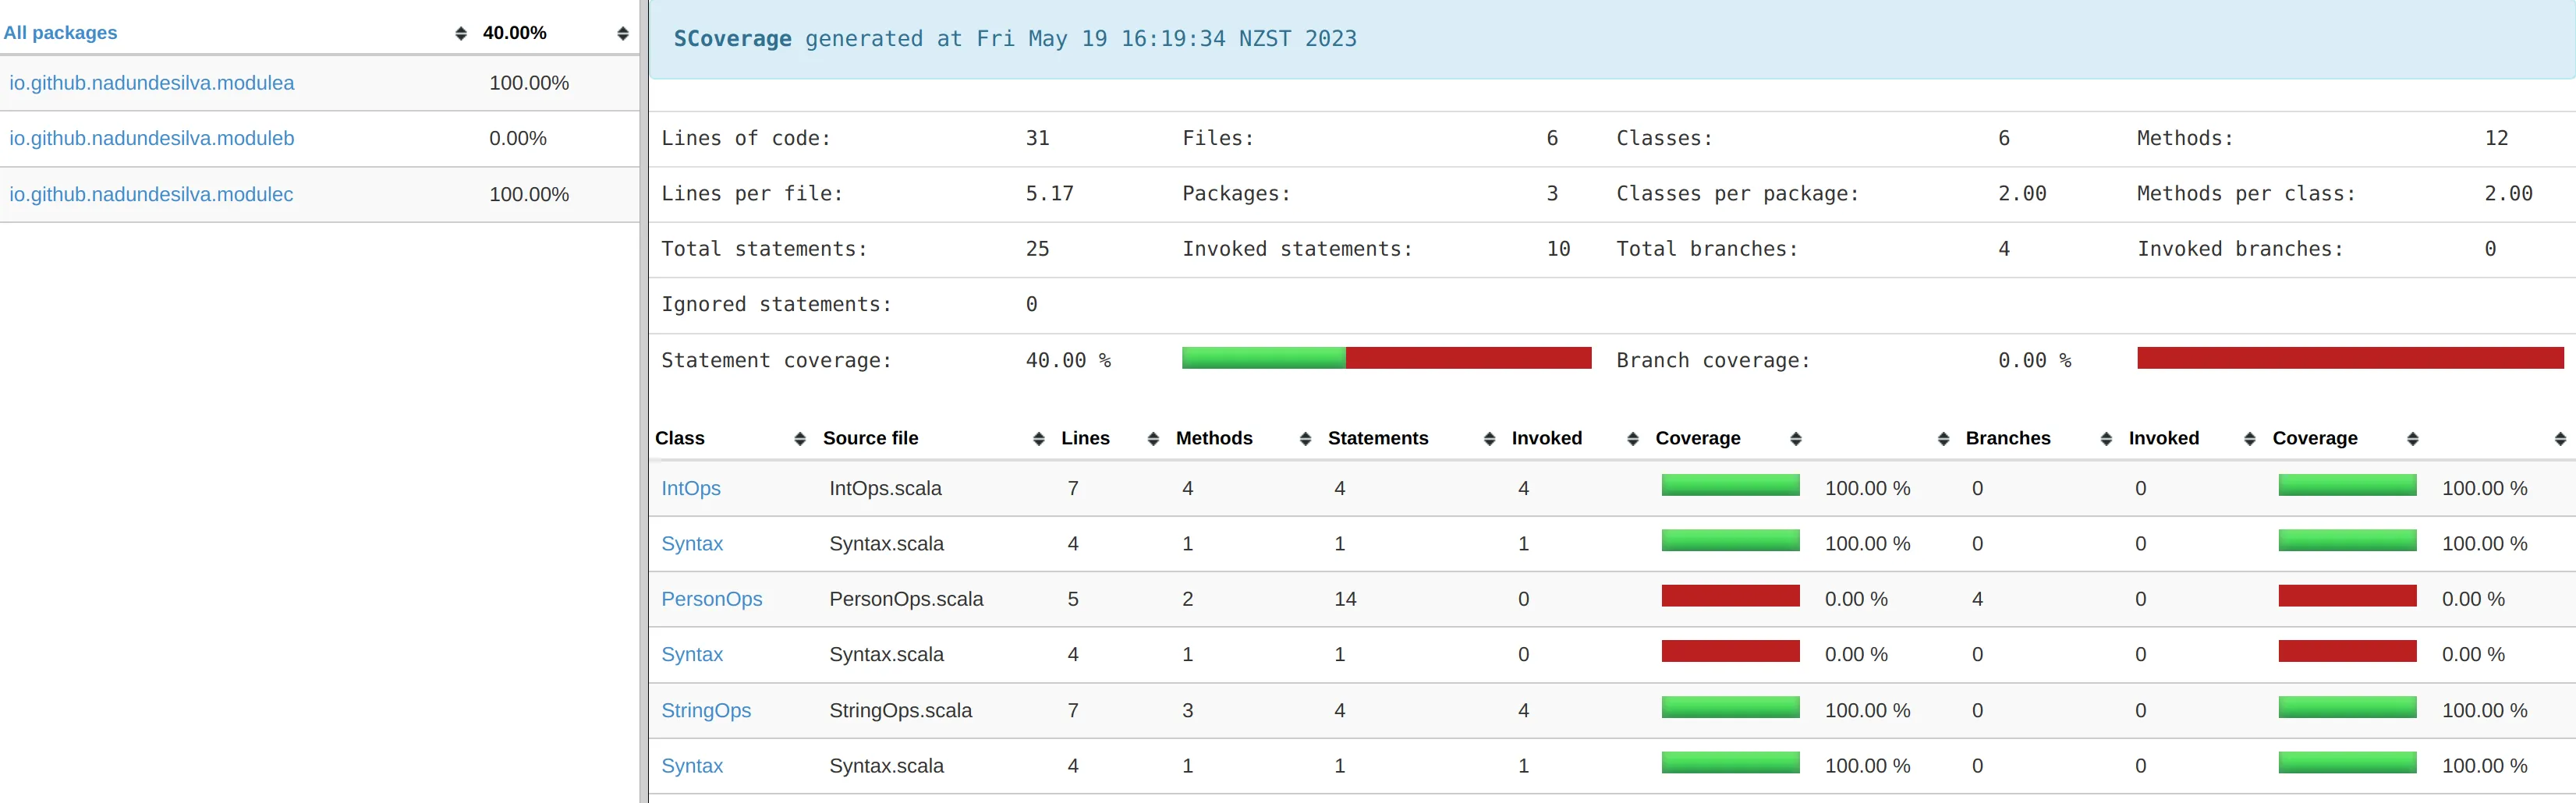 All packages 40.00%
io.github.nadundesilva.modulea 100.00%
io.github.nadundesilva.moduleb 0.00%
io.github.nadundesilva.modulec 100.00%
SCoverage generated at Fri May 19 16:19:34 NZST 2023
Lines of code: 31 Files: 6 Classes: 6 Methods: 12
Lines per file: 5.17 Packages: 3 Classes per package: 2.00 Methods per class: 2.00
Total statements: 25 Invoked statements: 10 Total branches: 4 Invoked branches: 0
Ignored statements: 0
Statement coverage: 40.00 % Branch coverage: 0.00 %
Class Source file Lines Methods Statements Invoked Coverage Branches Invoked Coverage
IntOps IntOps.scala 7 4 4 4 100.00 % 0 0 100.00 %
Syntax Syntax.scala 4 1 1 1 100.00 % 0 0 100.00 %
PersonOps PersonOps.scala 5 2 14 0 0.00 % 4 0 0.00 %
Syntax Syntax.scala 4 1 1 0 0.00 % 0 0 0.00 %
StringOps StringOps.scala 7 3 4 4 100.00 % 0 0 100.00 %
Syntax Syntax.scala 4 1 1 1 100.00 % 0 0 100.00 %